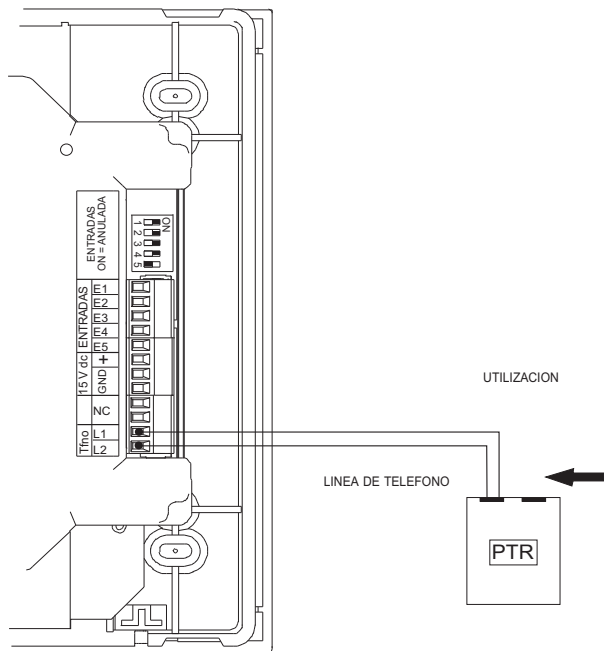 ENTRADAS
ON = ANULADA
ON
1
2
3
4
5
ENTRADAS
E1
E2
E3
E4
E5
15 V dc
+
GND
NC
Tfno
L1
L2
UTILIZACION
LINEA DE TELEFONO
PTR